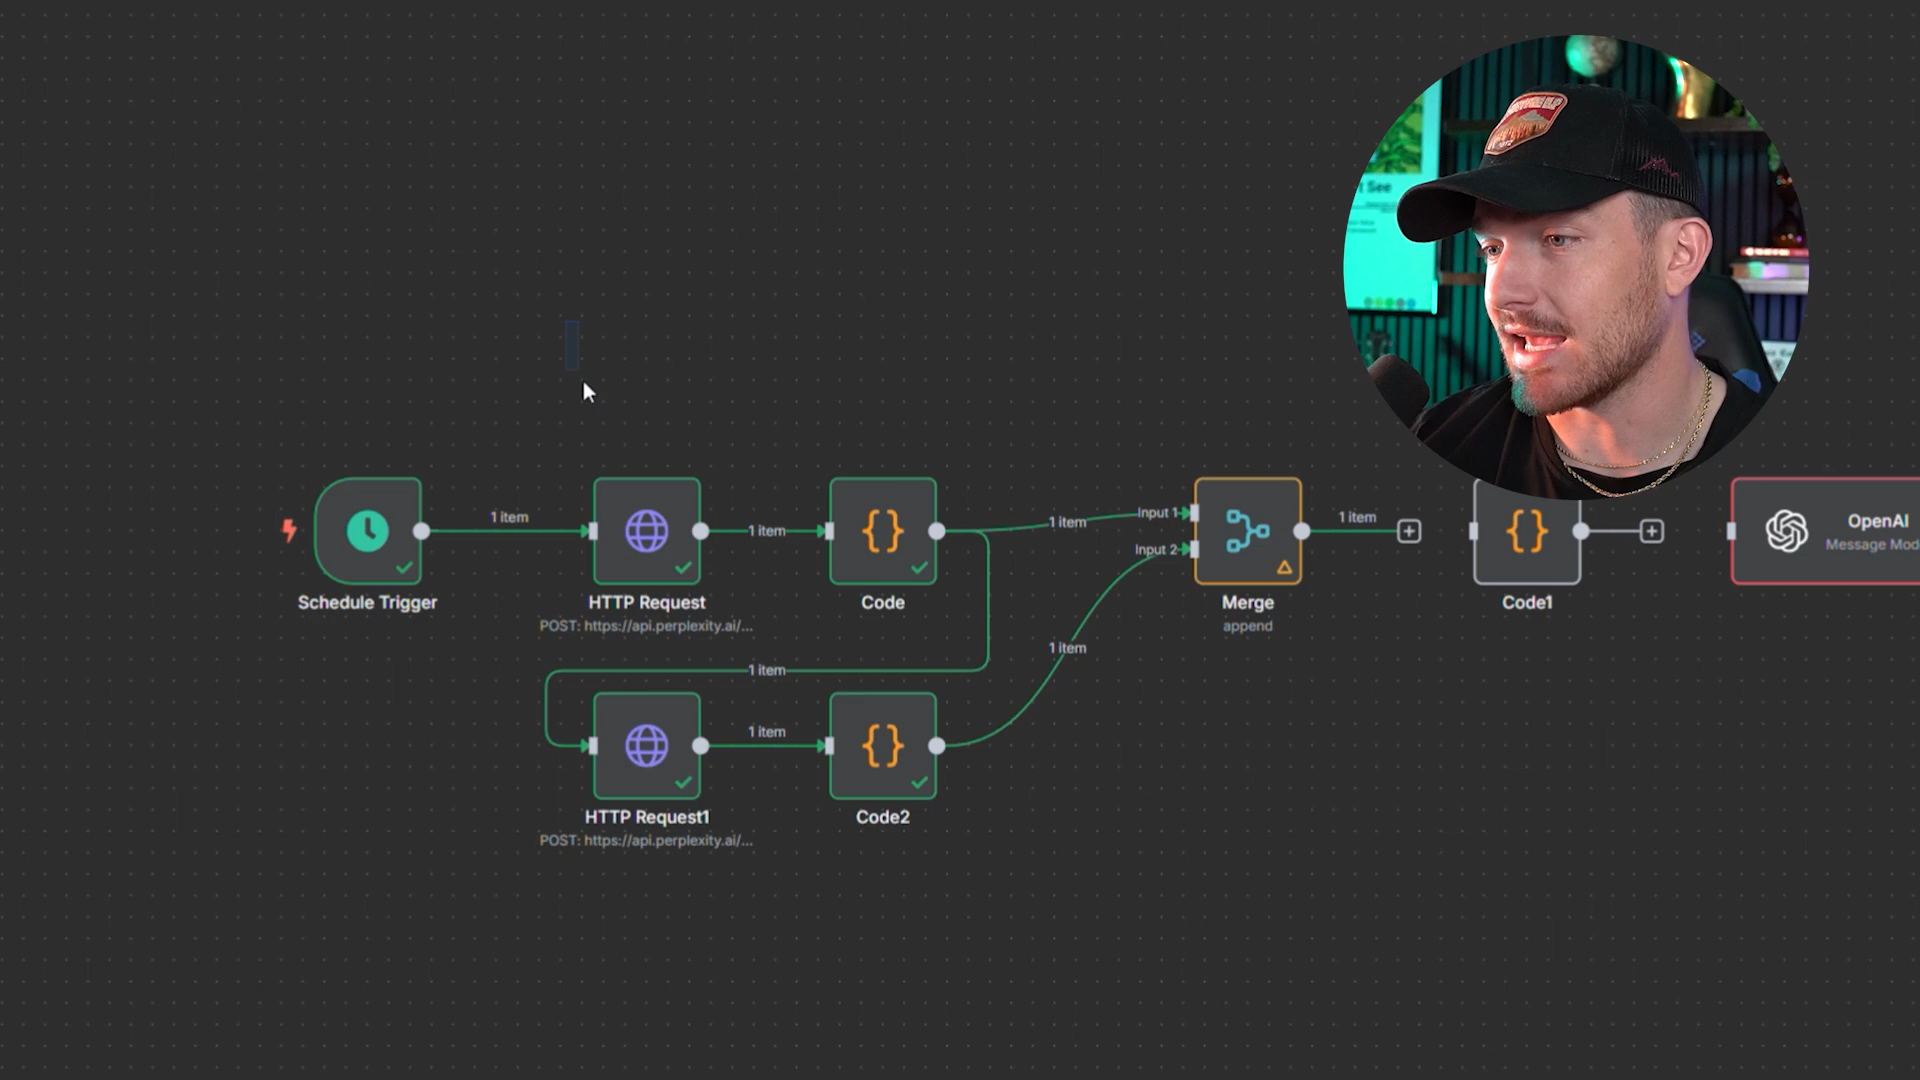 t See
1 item
1 item
1 item
Input 1
Input 2
1 item
OpenAI
Message Mod
Schedule Trigger
HTTP Request
POST: https://api.perplexity.ai/...
Code
Merge
append
Code1
1 item
1 item
1 item
HTTP Request1
POST: https://api.perplexity.ai/...
Code2